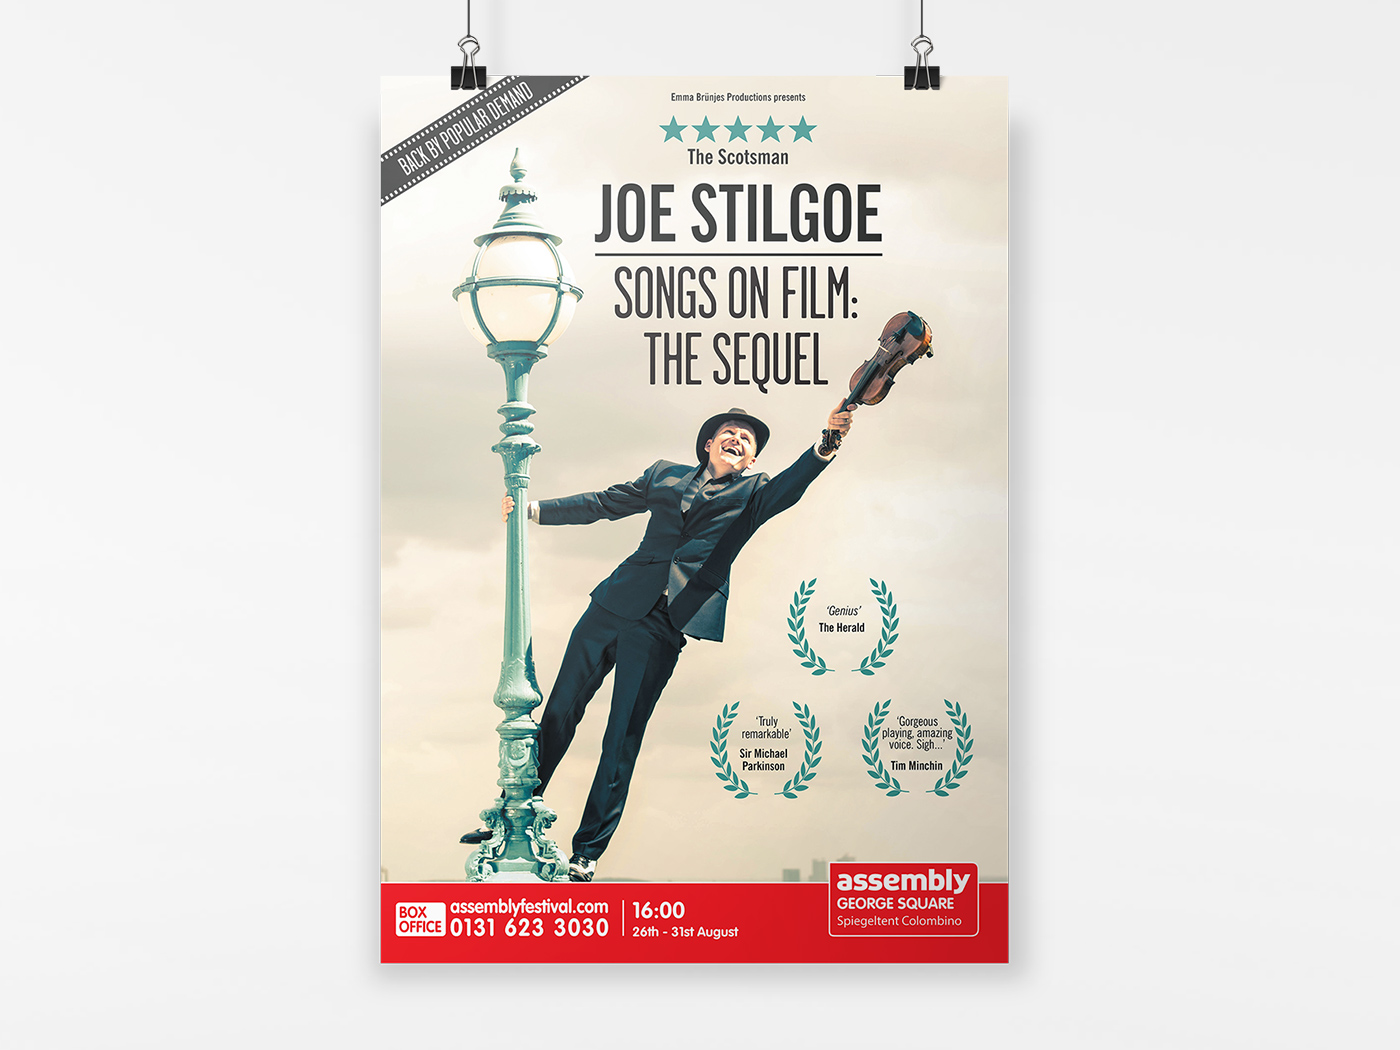 BACK BY POPULAR DEMAND
Emma Brünjes Productions presents
The Scotsman
JOE STILGOE
SONGS ON FILM:
THE SEQUEL
'Genius'
The Herald
'Truly
remarkable'
Sir Michael
Parkinson
'Gorgeous
playing, amazing
voice. Sigh...'
Tim Minchin
BOX
OFFICE
assemblyfestival.com
0131 623 3030
16:00
26th - 31st August
assembly
GEORGE SQUARE
Spiegeltent Colombino